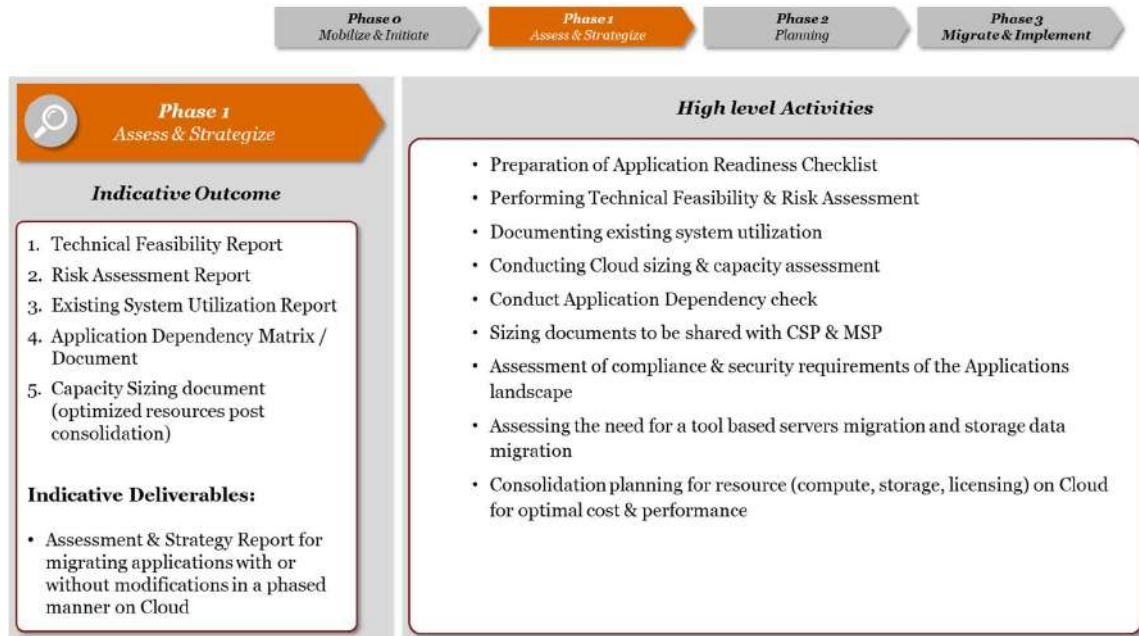 Phase 0
Mobilize & Initiate
Phase 1
Assess & Strategize
Phase 2
Planning
Phase 3
Migrate & Implement
Phase 1
Assess & Strategize
Indicative Outcome
1. Technical Feasibility Report
2. Risk Assessment Report
3. Existing System Utilization Report
4. Application Dependency Matrix /
Document
5. Capacity Sizing document
(optimized resources post
consolidation)
Indicative Deliverables:
• Assessment & Strategy Report for
migrating applications with or
without modifications in a phased
manner on Cloud
High level Activities
• Preparation of Application Readiness Checklist
• Performing Technical Feasibility & Risk Assessment
• Documenting existing system utilization
• Conducting Cloud sizing & capacity assessment
• Conduct Application Dependency check
• Sizing documents to be shared with CSP & MSP
• Assessment of compliance & security requirements of the Applications
landscape
• Assessing the need for a tool based servers migration and storage data
migration
• Consolidation planning for resource (compute, storage, licensing) on Cloud
for optimal cost & performance